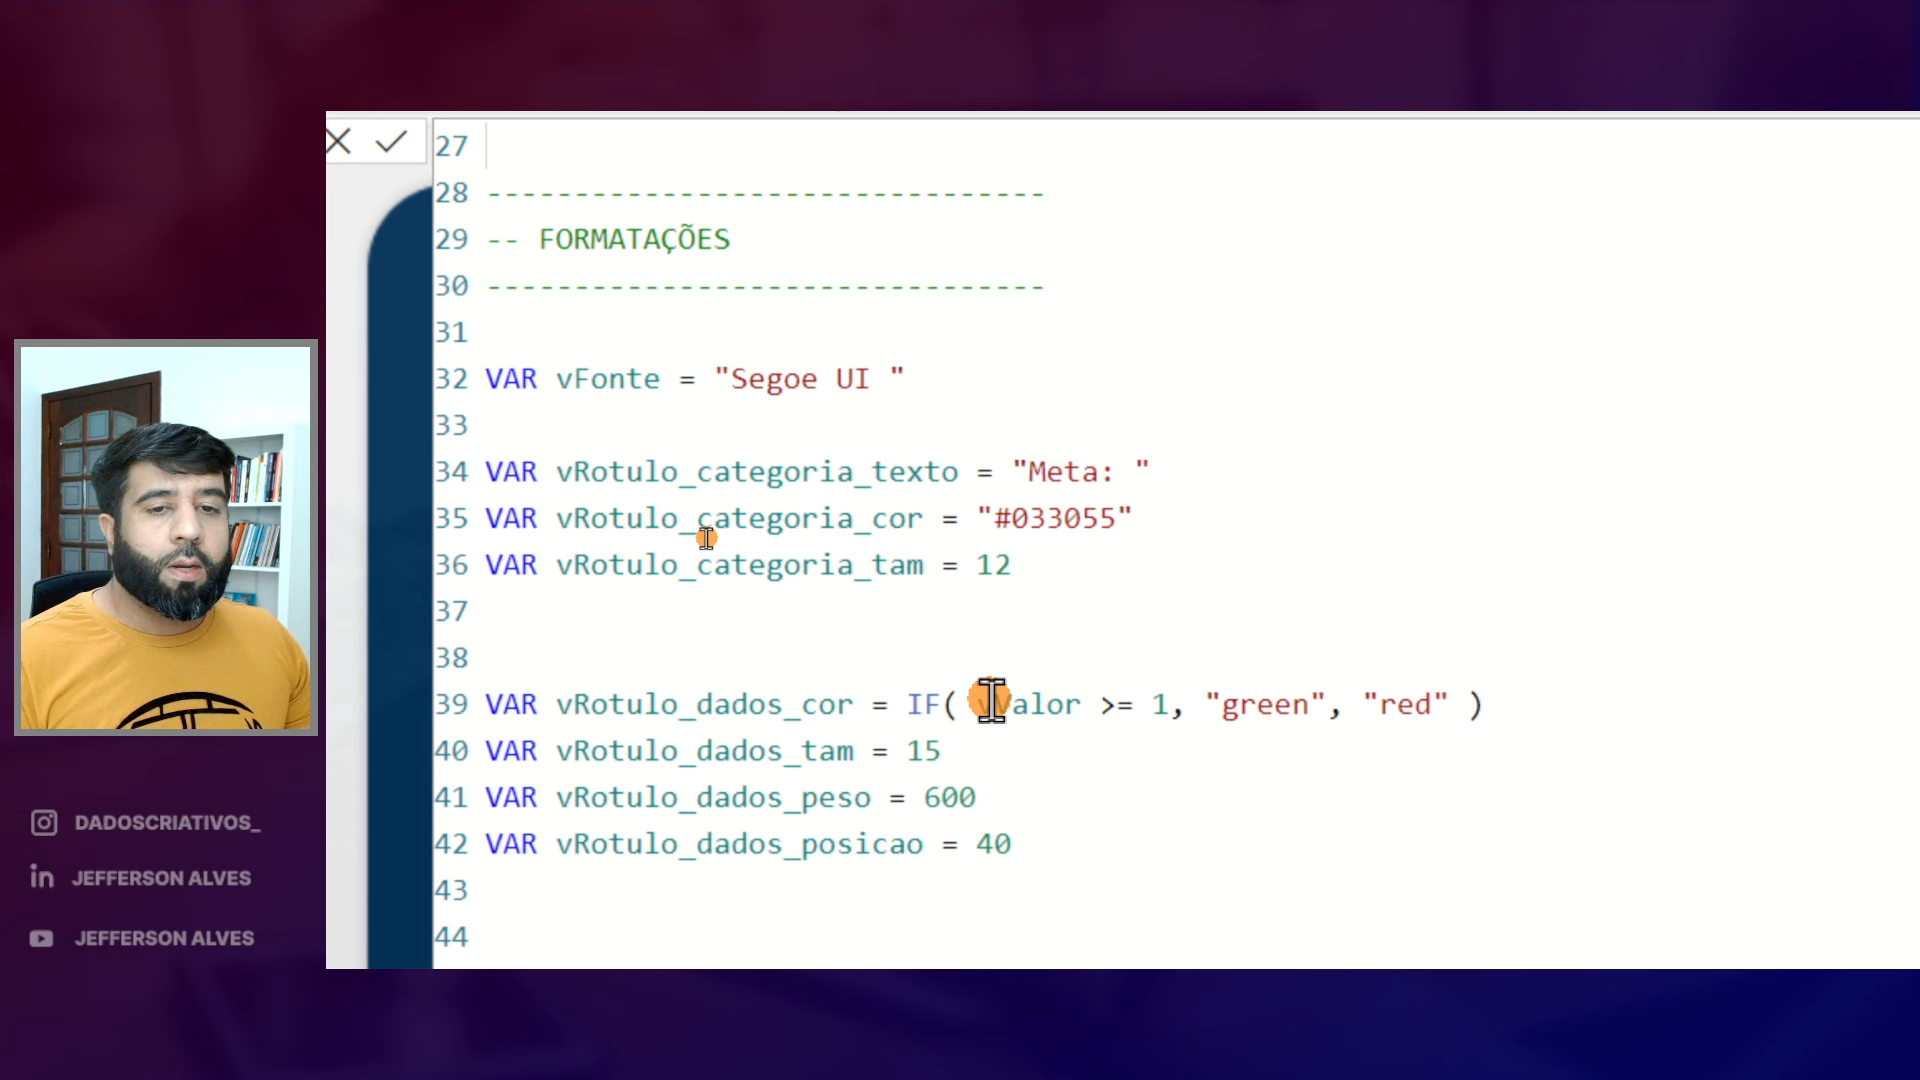 27
28 --------------------------------
29 -- FORMATAÇÕES
30 --------------------------------
31
32 VAR vFonte = "Segoe UI "
33
34 VAR vRotulo_categoria_texto = "Meta: "
35 VAR vRotulo_categoria_cor = "#033055"
36 VAR vRotulo_categoria_tam = 12
37
38
39 VAR vRotulo_dados_cor = IF( vValor >= 1, "green", "red" )
40 VAR vRotulo_dados_tam = 15
41 VAR vRotulo_dados_peso = 600
42 VAR vRotulo_dados_posicao = 40
43
44
DADOSCRIATIVOS_
in JEFFERSON ALVES
JEFFERSON ALVES